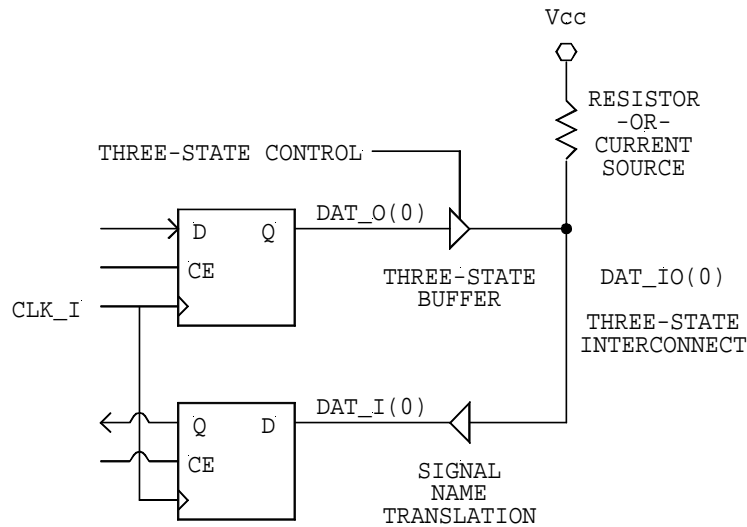 Vcc
RESISTOR
-OR-
CURRENT
SOURCE
THREE-STATE CONTROL
DAT_O(0)
D Q
CE
CLK_I
THREE-STATE
BUFFER
DAT_IO(0)
THREE-STATE
INTERCONNECT
DAT_I(0)
Q D
CE
SIGNAL
NAME
TRANSLATION